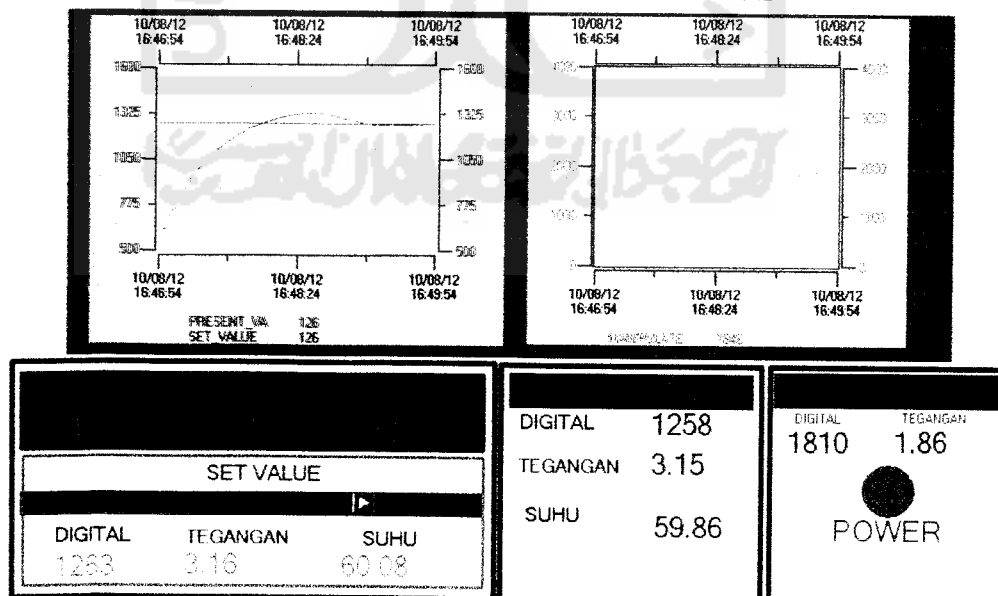 10/08/12 10/08/12 10/08/12
16:46:54 16:48:24 16:49:54
1600 1600
1325 1325
1050 1050
775 775
500 500
10/08/12 10/08/12 10/08/12
16:46:54 16:48:24 16:49:54
PRESENT_VA 126
SET VALUE 126
10/08/12 10/08/12 10/08/12
16:46:54 16:48:24 16:49:54
4000 4000
3000 3000
2000 2000
1000 1000
0 0
10/08/12 10/08/12 10/08/12
16:46:54 16:48:24 16:49:54
SET VALUE
DIGITAL TEGANGAN SUHU
1263 3.16 60.08
DIGITAL 1258
TEGANGAN 3.15
SUHU 59.86
DIGITAL TEGANGAN
1810 1.86
POWER